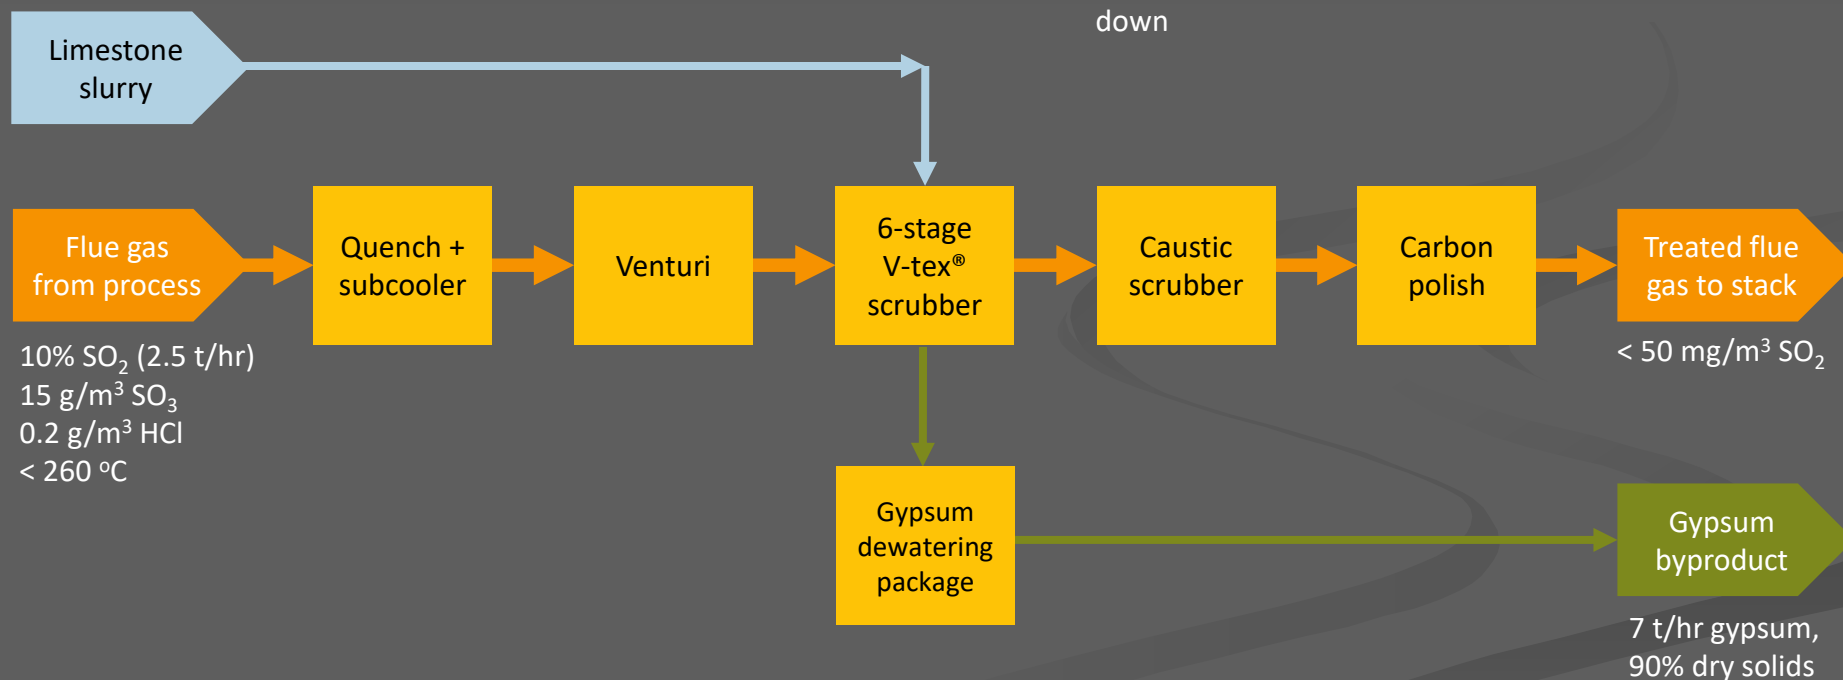 down
Limestone
slurry
Flue gas
from process
Quench +
subcooler
Venturi
6-stage
V-tex®
scrubber
Caustic
scrubber
Carbon
polish
Treated flue
gas to stack
10% SO₂ (2.5 t/hr)
15 g/m³ SO₃
0.2 g/m³ HCl
< 260 °C
< 50 mg/m³ SO₂
Gypsum
dewatering
package
Gypsum
byproduct
7 t/hr gypsum,
90% dry solids